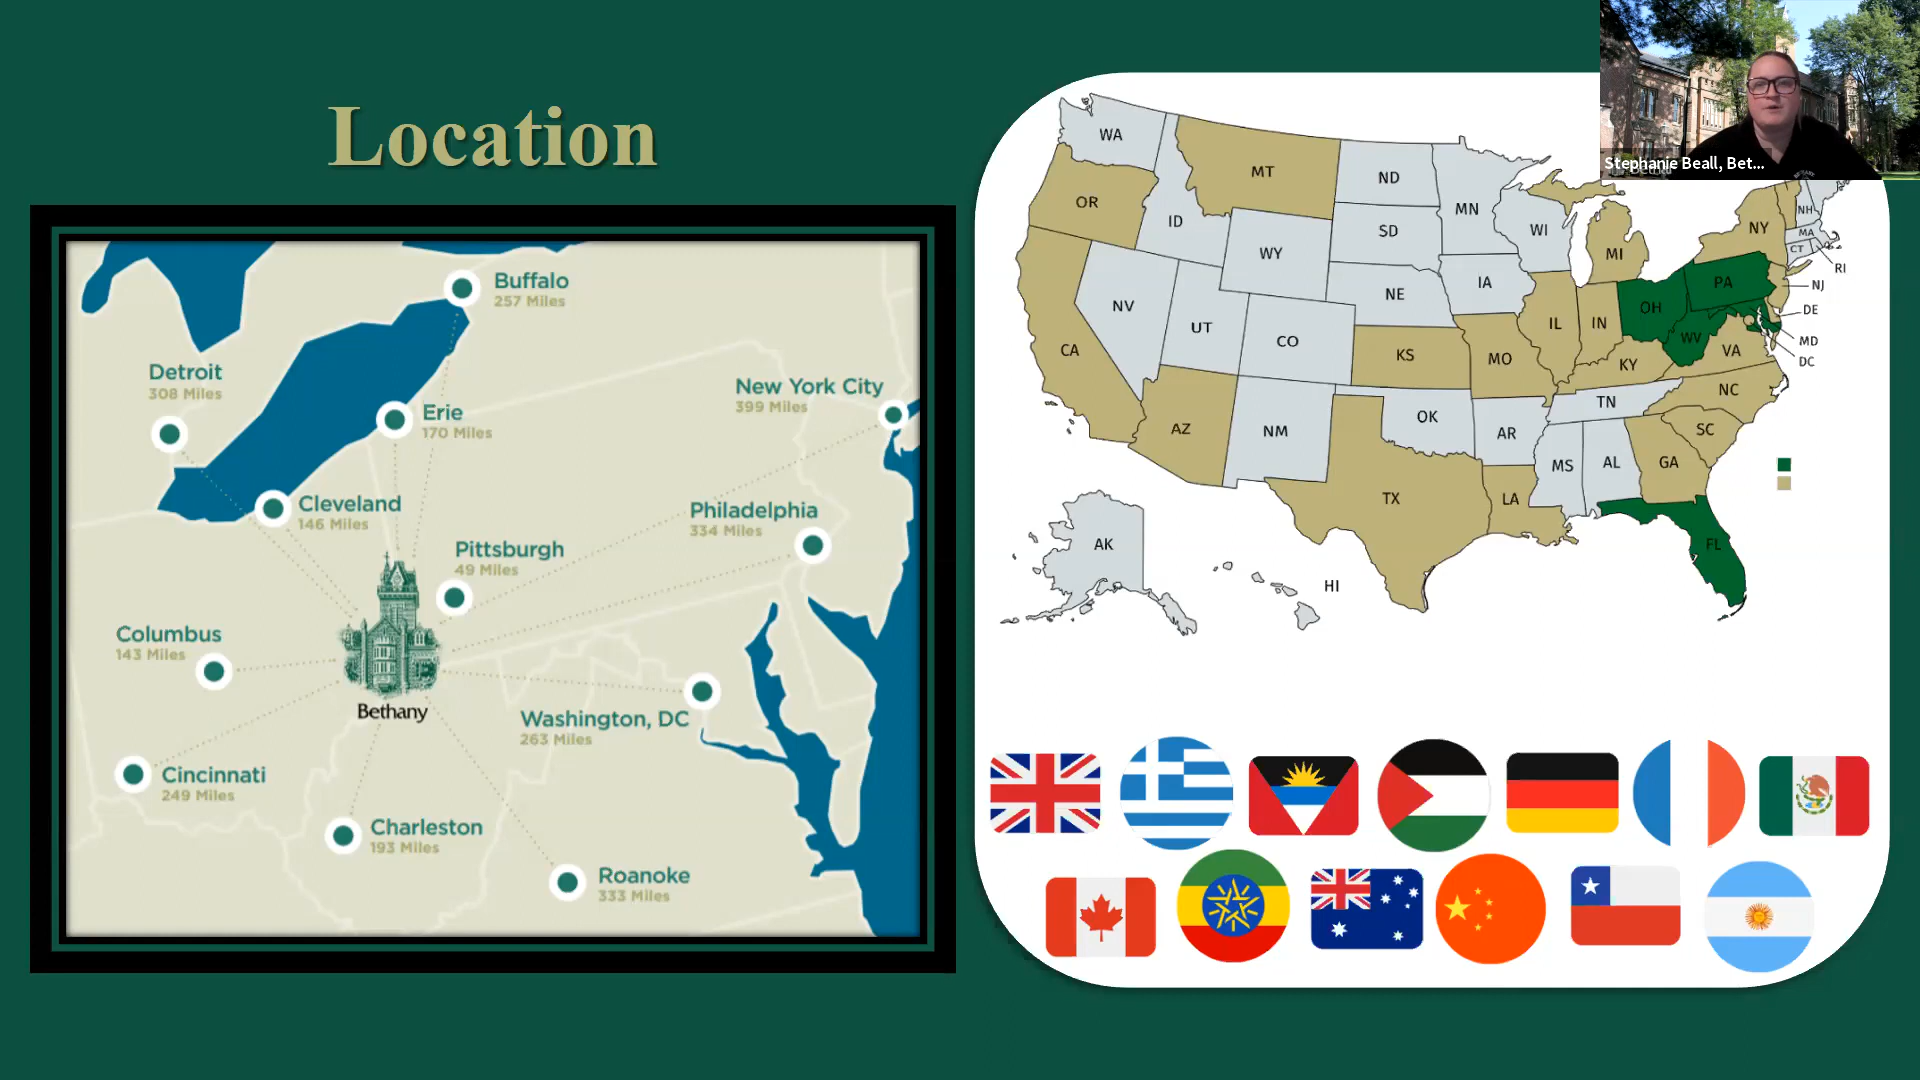 Location
Buffalo
257 Miles
Detroit
308 Miles
New York City
399 Miles
Erie
170 Miles
Cleveland
146 Miles
Philadelphia
334 Miles
Pittsburgh
49 Miles
Columbus
143 Miles
Bethany
Washington, DC
263 Miles
Cincinnati
249 Miles
Charleston
193 Miles
Roanoke
333 Miles
Stephanie Beall, Bet...
WA
MT
ND
MN
OR
ID
SD
WI
WY
MI
NY
NH
MA
CT
RI
NV
UT
CO
NE
IA
IL
IN
OH
PA
NJ
DE
MD
DC
WV
VA
CA
KS
MO
KY
NC
TN
AZ
NM
OK
AR
SC
MS
AL
GA
TX
LA
FL
AK
HI